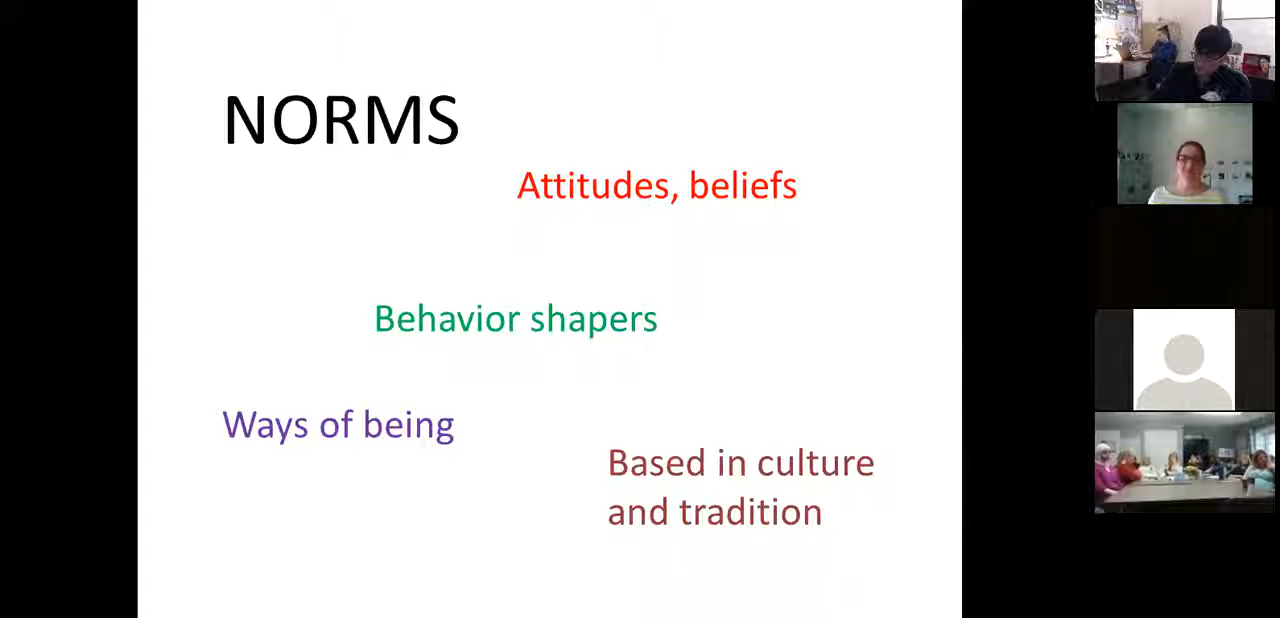 NORMS
Attitudes, beliefs
Behavior shapers
Ways of being
Based in culture
and tradition